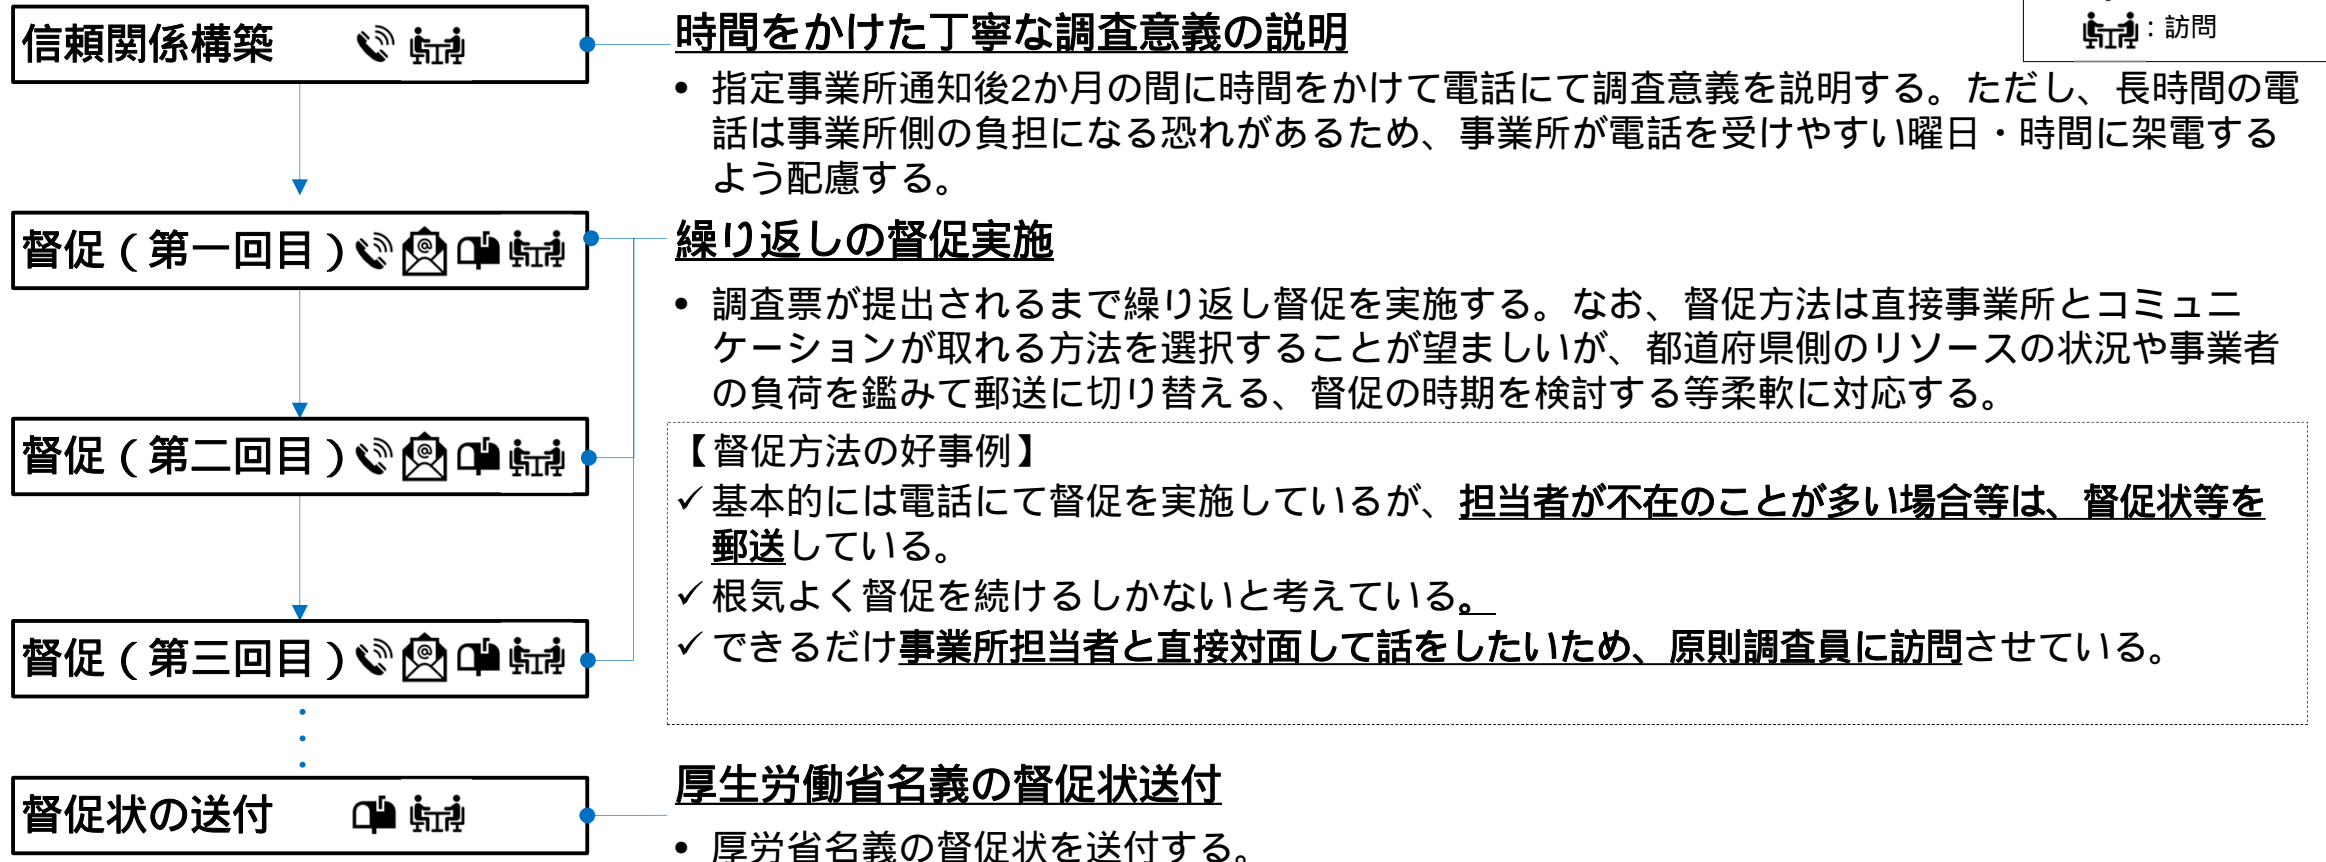 信頼関係構築
時間をかけた丁寧な調査意義の説明
：訪問
• 指定事業所通知後2か月の間に時間をかけて電話にて調査意義を説明する。ただし、長時間の電
話は事業所側の負担になる恐れがあるため、事業所が電話を受けやすい曜日・時間に架電する
よう配慮する。
督促（第一回目）
繰り返しの督促実施
• 調査票が提出されるまで繰り返し督促を実施する。なお、督促方法は直接事業所とコミュニ
ケーションが取れる方法を選択することが望ましいが、都道府県側のリソースの状況や事業者
の負荷を鑑みて郵送に切り替える、督促の時期を検討する等柔軟に対応する。
督促（第二回目）
【督促方法の好事例】
✓基本的には電話にて督促を実施しているが、担当者が不在のことが多い場合等は、督促状等を
郵送している。
✓根気よく督促を続けるしかないと考えている。
督促（第三回目）
✓できるだけ事業所担当者と直接対面して話をしたいため、原則調査員に訪問させている。
督促状の送付
厚生労働省名義の督促状送付
• 厚労省名義の督促状を送付する。